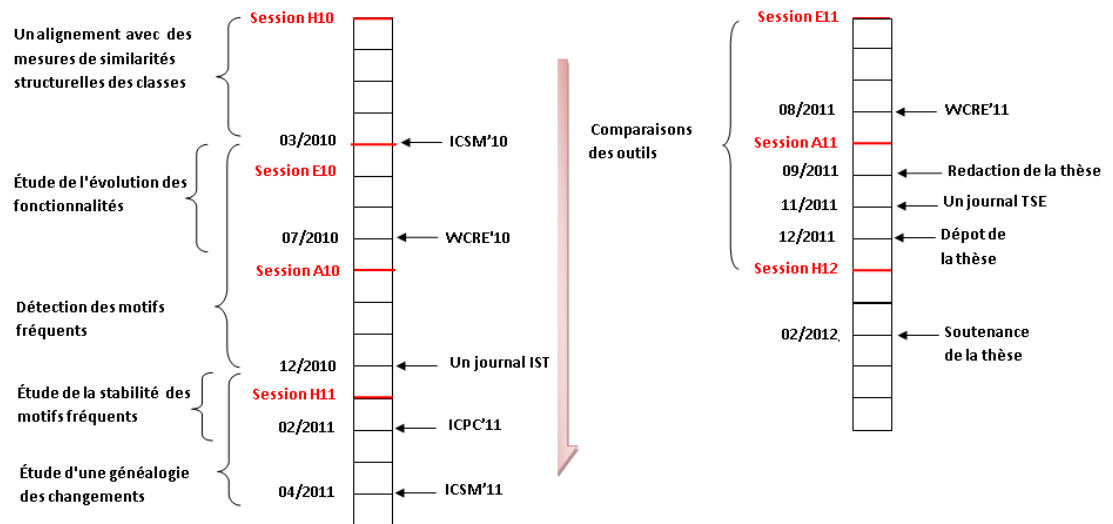 Session H10
Un alignement avec des
mesures de similarités
structurelles des classes
03/2010
ICSM'10
Session E10
Étude de l'évolution des
fonctionnalités
07/2010
WCRE'10
Session A10
Détection des motifs
fréquents
12/2010
Un journal IST
Étude de la stabilité des
motifs fréquents
Session H11
02/2011
ICPC'11
Étude d'une généalogie
des changements
04/2011
ICSM'11
Session E11
08/2011
WCRE'11
Comparaisons
des outils
Session A11
09/2011
Redaction de la thèse
11/2011
Un journal TSE
12/2011
Dépot de
la thèse
Session H12
02/2012.
Soutenance
de la thèse